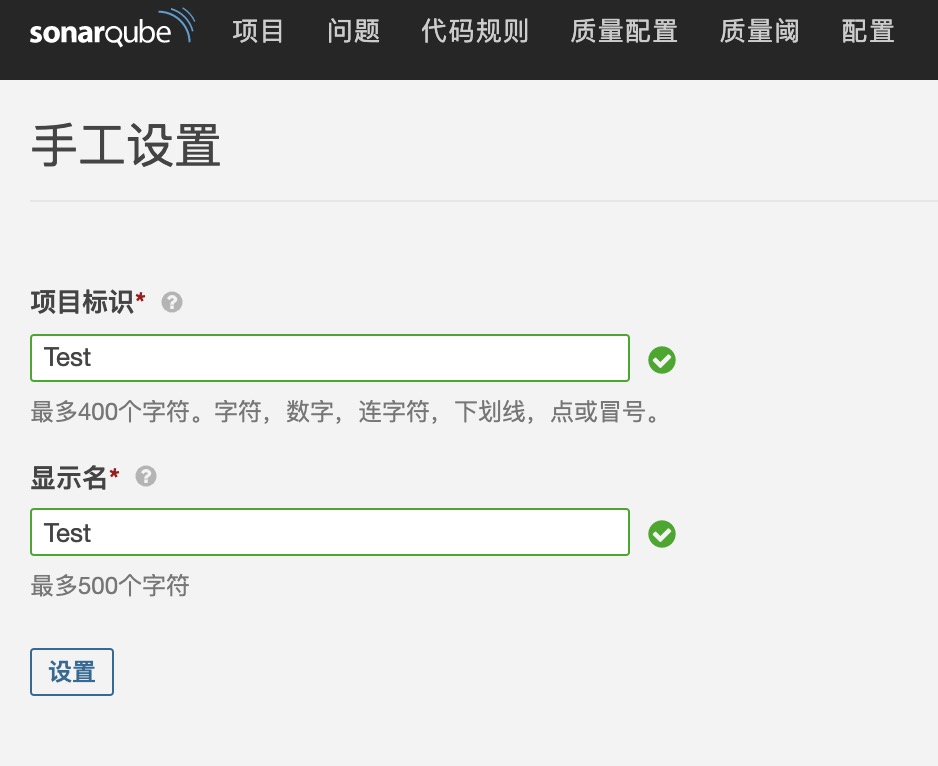 sonarqube 项目 问题 代码规则 质量配置 质量阈 配置
手工设置
项目标识* ?
Test
最多400个字符。字符，数字，连字符，下划线，点或冒号。
显示名* ?
Test
最多500个字符
设置